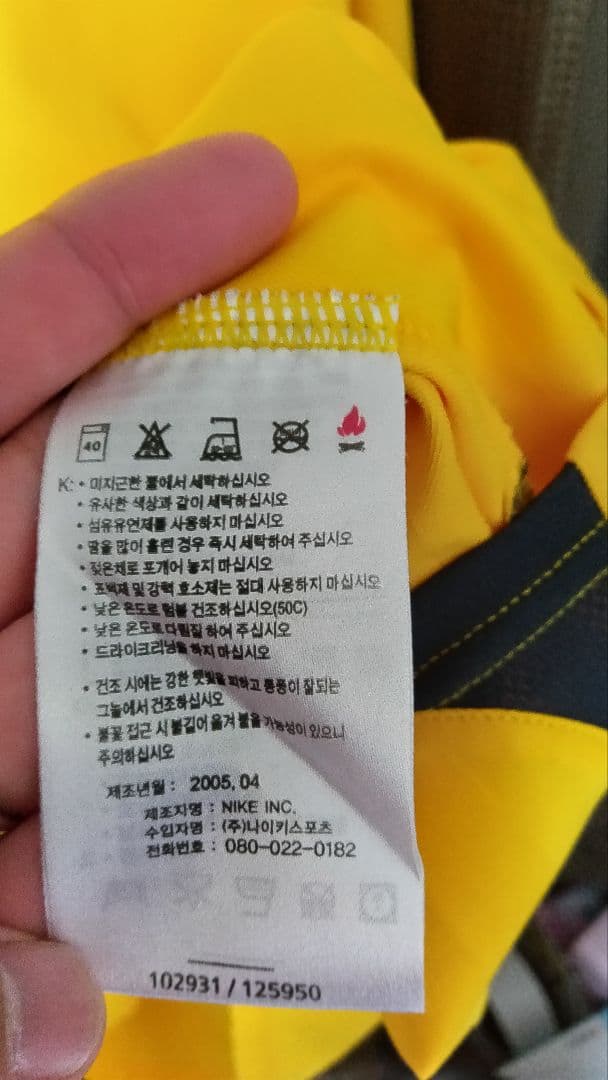 40
K: • 미지근한 물에서 세탁하십시오
• 유사한 색상과 같이 세탁하십시오
• 섬유유연제를 사용하지 마십시오
• 땀을 많이 흘린 경우 즉시 세탁하여 주십시오
• 젖은채로 포개어 놓지 마십시오
• 표백제 및 강력 효소제는 절대 사용하지 마십시오
• 낮은 온도로 텀블 건조하십시오(50C)
• 낮은 온도로 다림질 하여 주십시오
• 드라이크리닝을 하지 마십시오
• 건조 시에는 강한 햇빛을 피하고 통풍이 잘되는
그늘에서 건조하십시오
• 불꽃 접근 시 불길이 옮겨 붙을 가능성이 있으니
주의하십시오
제조년월 : 2005. 04
제조자명 : NIKE INC.
수입자명 : (주)나이키스포츠
전화번호 : 080-022-0182
102931 / 125950